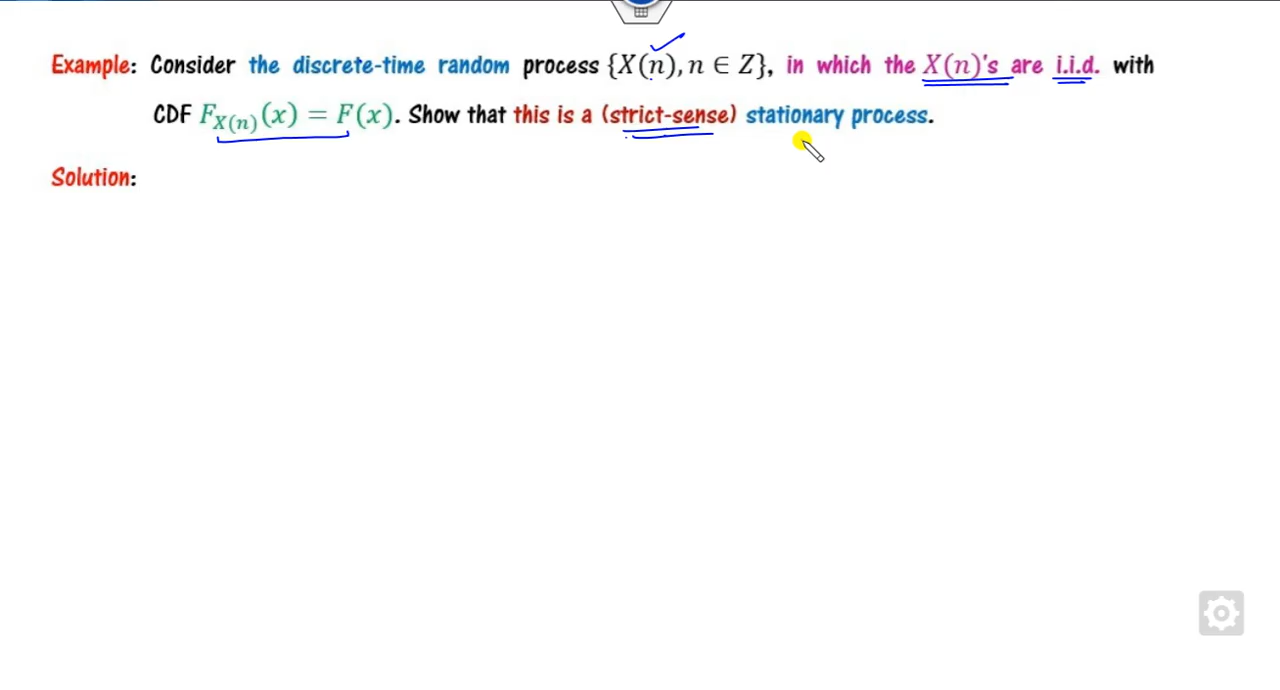 Example: Consider the discrete-time random process {X(n), n ∈ Z}, in which the X(n)'s are i.i.d. with
CDF F_{X(n)}(x) = F(x). Show that this is a (strict-sense) stationary process.
Solution: